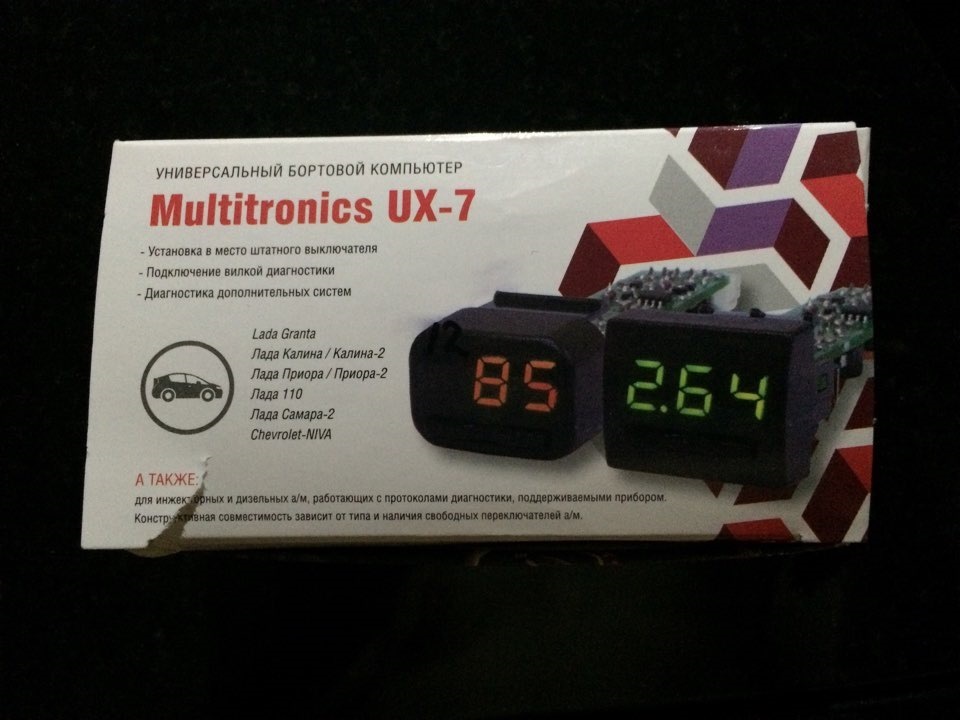 УНИВЕРСАЛЬНЫЙ БОРТОВОЙ КОМПЬЮТЕР
Multitronics UX-7
- Установка в место штатного выключателя
- Подключение вилкой диагностики
- Диагностика дополнительных систем
Lada Granta
Лада Калина / Калина-2
Лада Приора / Приора-2
Лада 110
Лада Самара-2
Chevrolet-NIVA
12
85
2.64
А ТАКЖЕ:
для инжекторных и дизельных а/м, работающих с протоколами диагностики, поддерживаемыми прибором.
Конструктивная совместимость зависит от типа и наличия свободных переключателей а/м.